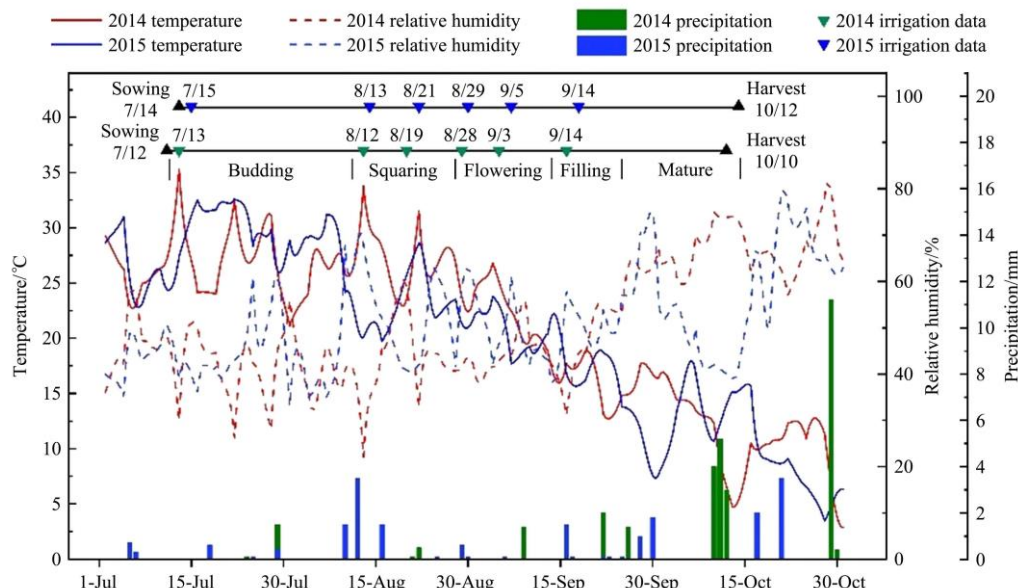 2014 temperature 2014 relative humidity 2014 precipitation 2014 irrigation data
2015 temperature 2015 relative humidity 2015 precipitation 2015 irrigation data
Sowing 7/14 7/15 8/13 8/21 8/29 9/5 9/14 Harvest 10/12
Sowing 7/12 7/13 8/12 8/19 8/28 9/3 9/14 Harvest 10/10
Budding Squaring Flowering Filling Mature
Temperature/°C
40
35
30
25
20
15
10
5
0
100
80
60
40
20
0
Relative humidity/%
20
18
16
14
12
10
8
6
4
2
0
Precipitation/mm
1-Jul 15-Jul 30-Jul 15-Aug 30-Aug 15-Sep 30-Sep 15-Oct 30-Oct